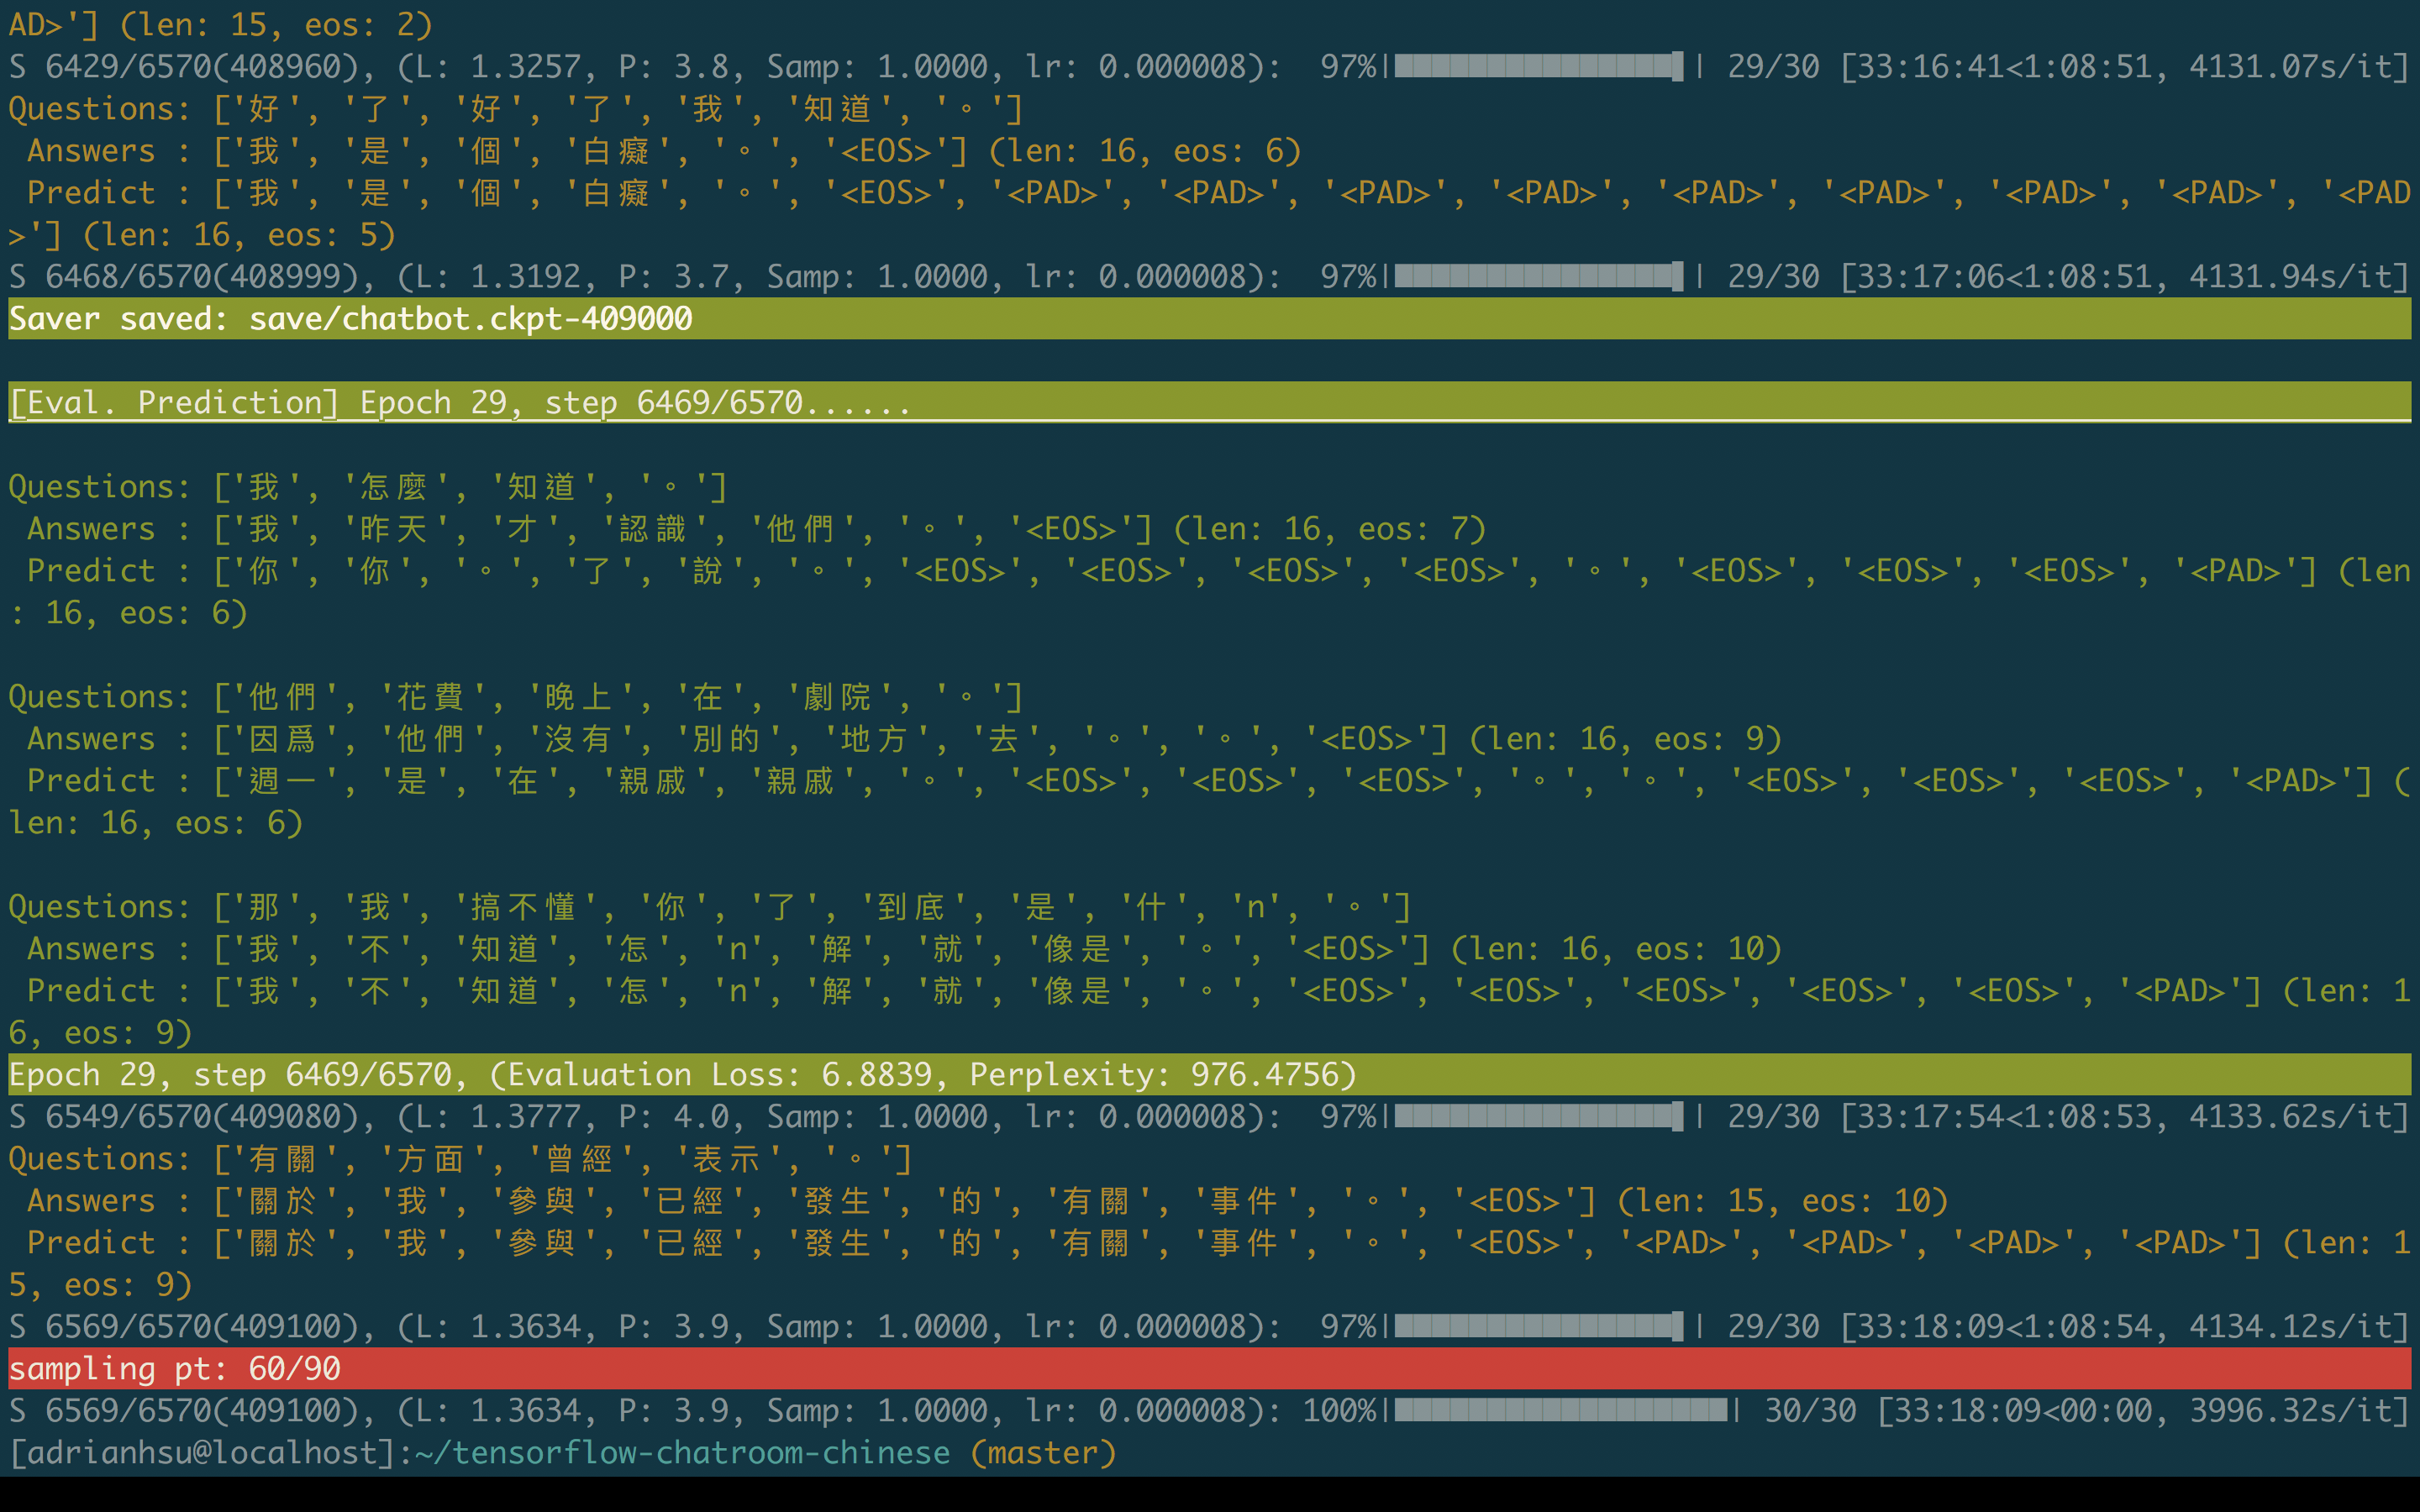 AD>'] (len: 15, eos: 2)
S 6429/6570(408960), (L: 1.3257, P: 3.8, Samp: 1.0000, lr: 0.000008):  97%|█████████████████▉| 29/30 [33:16:41<1:08:51, 4131.07s/it]
Questions: ['好', '了', '好', '了', '我', '知道', '。']
 Answers : ['我', '是', '個', '白癡', '。', '<EOS>'] (len: 16, eos: 6)
 Predict : ['我', '是', '個', '白癡', '。', '<EOS>', '<PAD>', '<PAD>', '<PAD>', '<PAD>', '<PAD>', '<PAD>', '<PAD>', '<PAD>', '<PAD
>'] (len: 16, eos: 5)
S 6468/6570(408999), (L: 1.3192, P: 3.7, Samp: 1.0000, lr: 0.000008):  97%|█████████████████▉| 29/30 [33:17:06<1:08:51, 4131.94s/it]
Saver saved: save/chatbot.ckpt-409000
[Eval. Prediction] Epoch 29, step 6469/6570......
Questions: ['我', '怎麼', '知道', '。']
 Answers : ['我', '昨天', '才', '認識', '他們', '。', '<EOS>'] (len: 16, eos: 7)
 Predict : ['你', '你', '。', '了', '說', '。', '<EOS>', '<EOS>', '<EOS>', '<EOS>', '。', '<EOS>', '<EOS>', '<EOS>', '<PAD>'] (len
: 16, eos: 6)
Questions: ['他們', '花費', '晚上', '在', '劇院', '。']
 Answers : ['因爲', '他們', '沒有', '別的', '地方', '去', '。', '。', '<EOS>'] (len: 16, eos: 9)
 Predict : ['週一', '是', '在', '親戚', '親戚', '。', '<EOS>', '<EOS>', '<EOS>', '。', '。', '<EOS>', '<EOS>', '<EOS>', '<PAD>'] (
len: 16, eos: 6)
Questions: ['那', '我', '搞不懂', '你', '了', '到底', '是', '什', 'n', '。']
 Answers : ['我', '不', '知道', '怎', 'n', '解', '就', '像是', '。', '<EOS>'] (len: 16, eos: 10)
 Predict : ['我', '不', '知道', '怎', 'n', '解', '就', '像是', '。', '<EOS>', '<EOS>', '<EOS>', '<EOS>', '<EOS>', '<PAD>'] (len: 1
6, eos: 9)
Epoch 29, step 6469/6570, (Evaluation Loss: 6.8839, Perplexity: 976.4756)
S 6549/6570(409080), (L: 1.3777, P: 4.0, Samp: 1.0000, lr: 0.000008):  97%|█████████████████▉| 29/30 [33:17:54<1:08:53, 4133.62s/it]
Questions: ['有關', '方面', '曾經', '表示', '。']
 Answers : ['關於', '我', '參與', '已經', '發生', '的', '有關', '事件', '。', '<EOS>'] (len: 15, eos: 10)
 Predict : ['關於', '我', '參與', '已經', '發生', '的', '有關', '事件', '。', '<EOS>', '<PAD>', '<PAD>', '<PAD>', '<PAD>'] (len: 1
5, eos: 9)
S 6569/6570(409100), (L: 1.3634, P: 3.9, Samp: 1.0000, lr: 0.000008):  97%|█████████████████▉| 29/30 [33:18:09<1:08:54, 4134.12s/it]
sampling pt: 60/90
S 6569/6570(409100), (L: 1.3634, P: 3.9, Samp: 1.0000, lr: 0.000008): 100%|██████████████████| 30/30 [33:18:09<00:00, 3996.32s/it]
[adrianhsu@localhost]:~/tensorflow-chatroom-chinese (master)